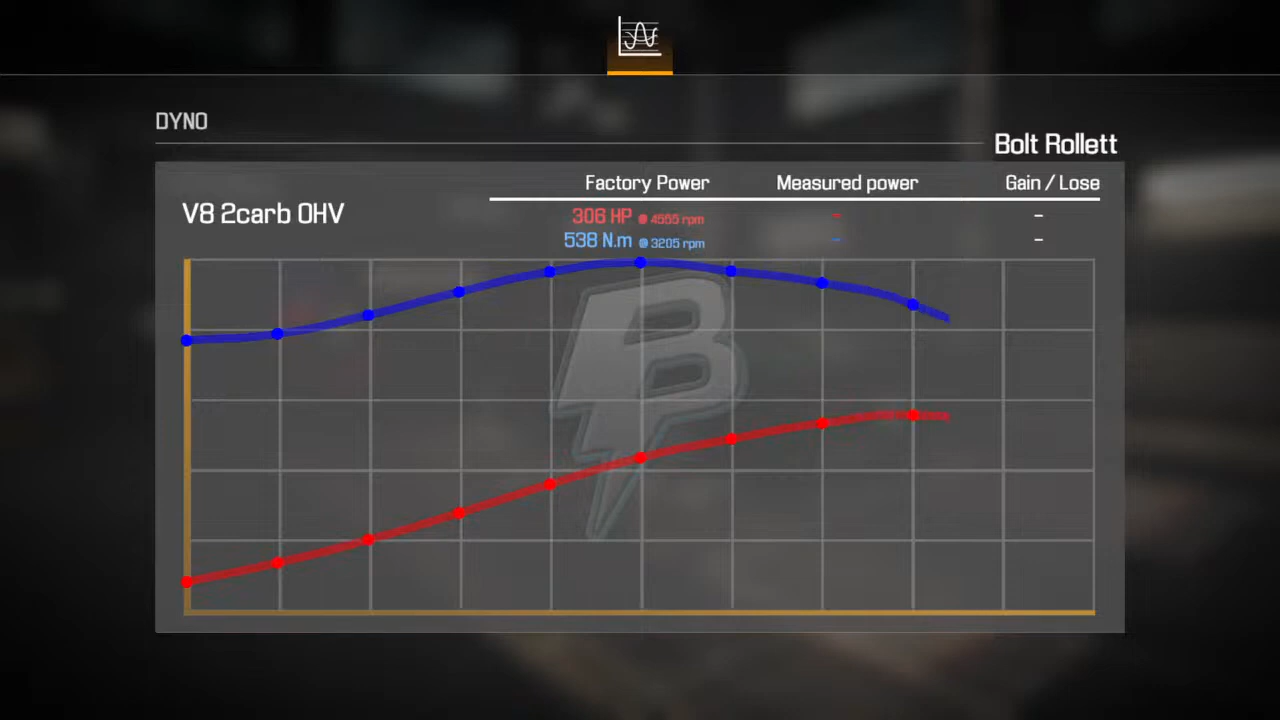 DYNO
Bolt Rollett
Factory Power Measured power Gain / Lose
V8 2carb OHV
306 HP @ 4555 rpm - -
538 N.m @ 3205 rpm - -
B